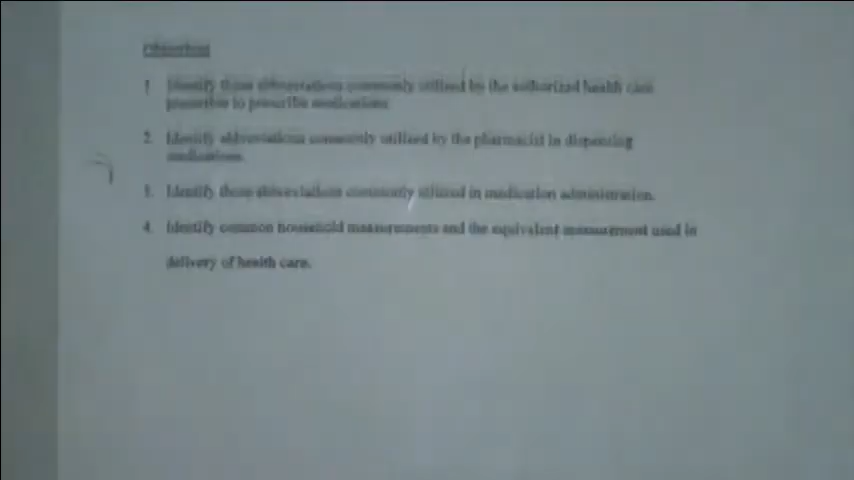 Objectives
1. Identify those abbreviations commonly utilized by the authorized health care
prescriber to prescribe medications.
2. Identify abbreviations commonly utilized by the pharmacist in dispensing
medications.
3. Identify those abbreviations commonly utilized in medication administration.
4. Identify common household measurements and the equivalent measurement used in
delivery of health care.